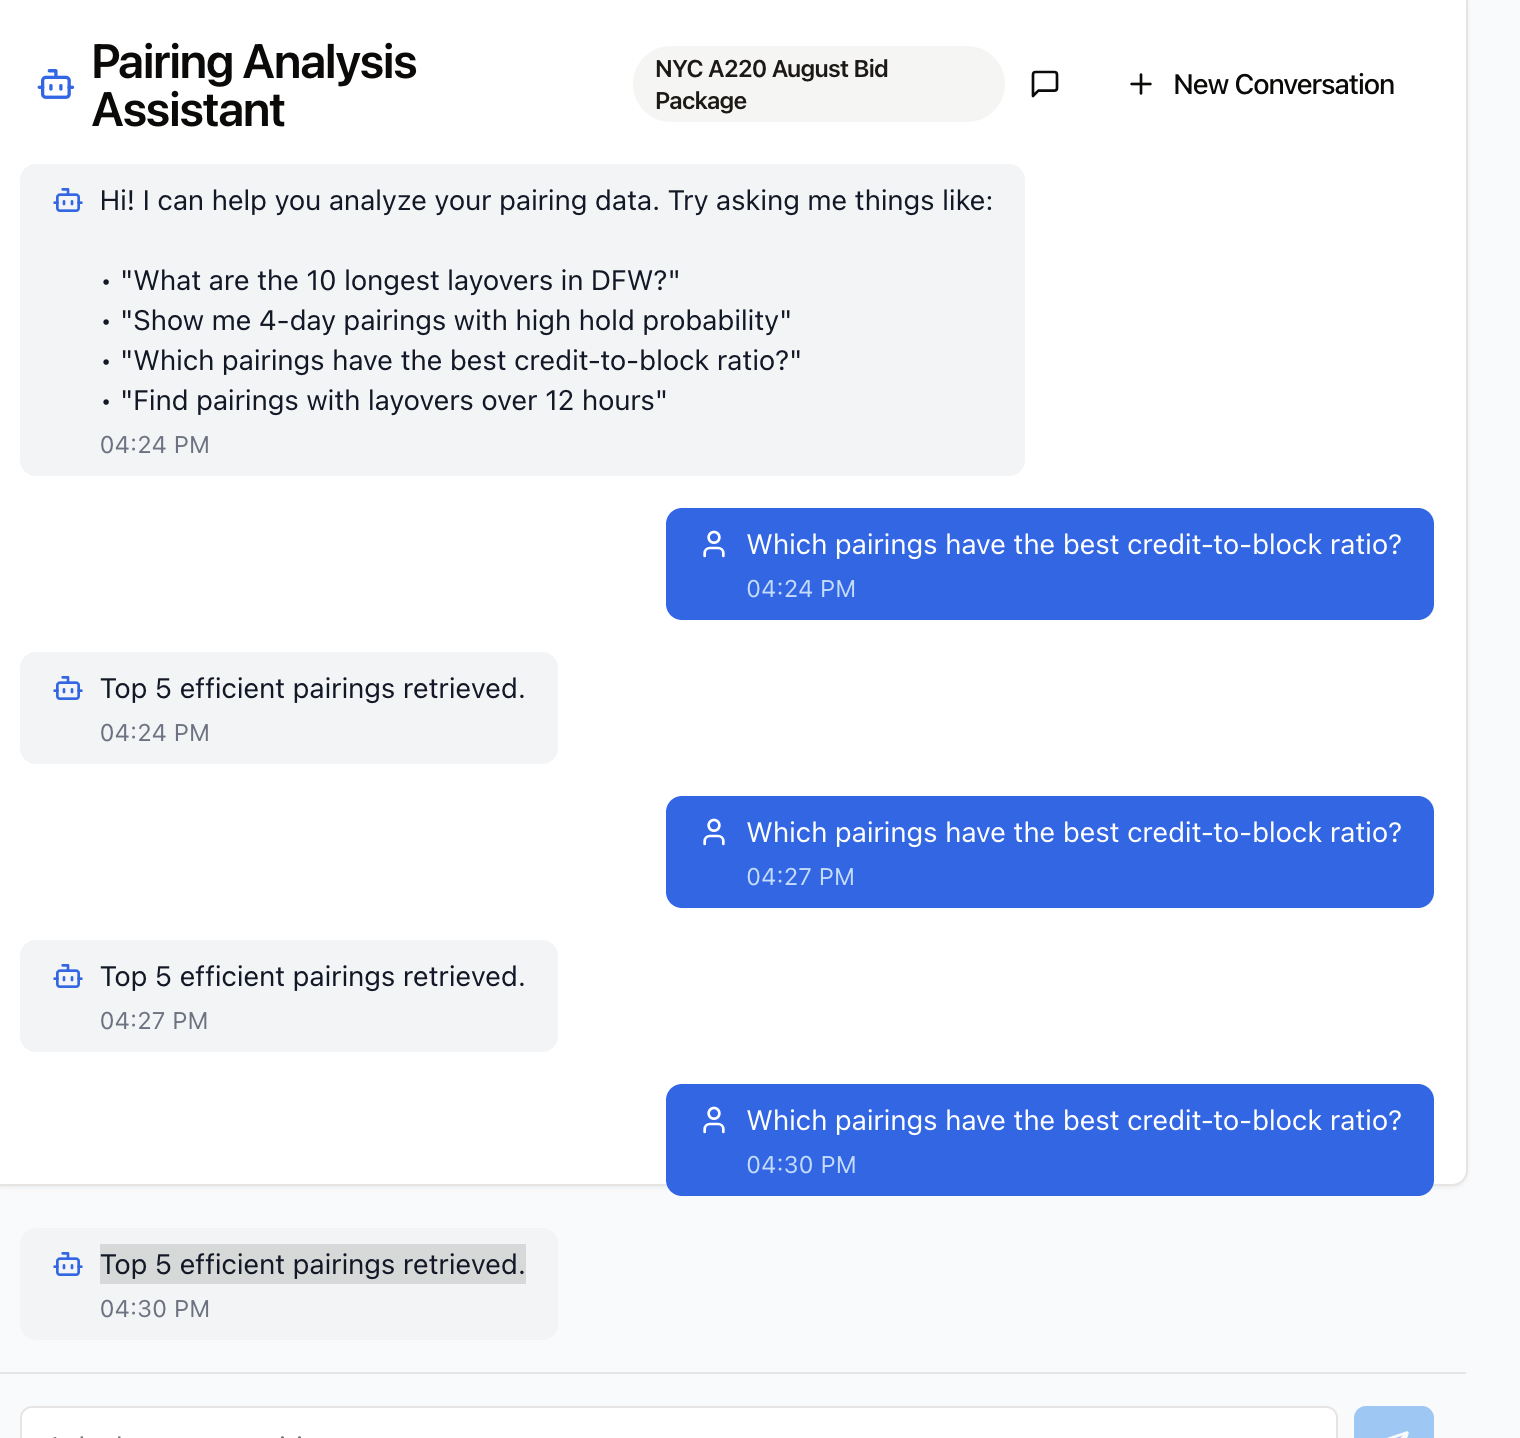 Pairing Analysis
Assistant
NYC A220 August Bid
Package
New Conversation
Hi! I can help you analyze your pairing data. Try asking me things like:
• "What are the 10 longest layovers in DFW?"
• "Show me 4-day pairings with high hold probability"
• "Which pairings have the best credit-to-block ratio?"
• "Find pairings with layovers over 12 hours"
04:24 PM
Which pairings have the best credit-to-block ratio?
04:24 PM
Top 5 efficient pairings retrieved.
04:24 PM
Which pairings have the best credit-to-block ratio?
04:27 PM
Top 5 efficient pairings retrieved.
04:27 PM
Which pairings have the best credit-to-block ratio?
04:30 PM
Top 5 efficient pairings retrieved.
04:30 PM